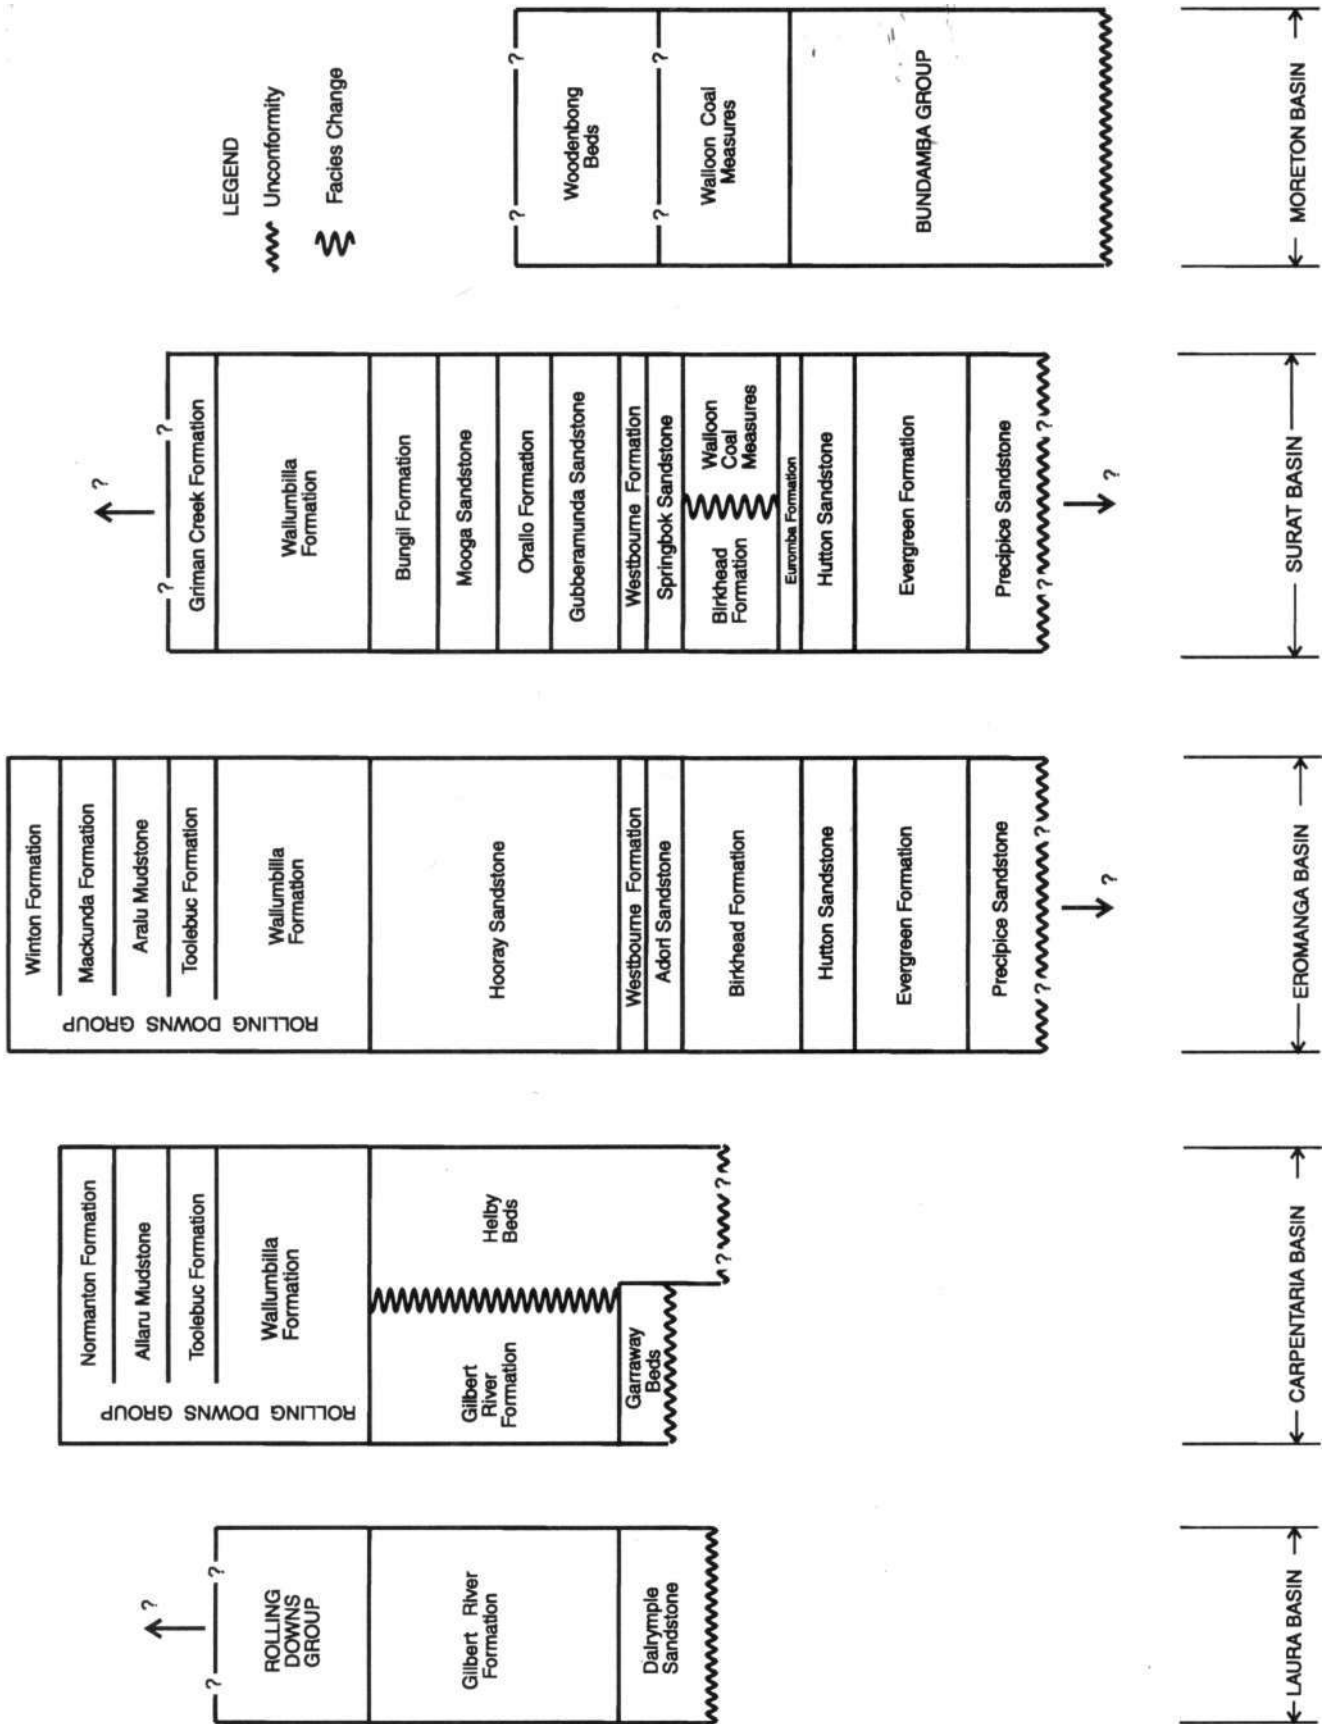 LEGEND
Unconformity
Facies Change
?
? ?
ROLLING
DOWNS
GROUP
Gilbert River
Formation
Dalrymple
Sandstone
LAURA BASIN
ROLLING DOWNS GROUP
Normanton Formation
Allaru Mudstone
Toolebuc Formation
Wallumbilla
Formation
Gilbert
River
Formation
Helby
Beds
Garraway
Beds
? ? ?
CARPENTARIA BASIN
ROLLING DOWNS GROUP
Winton Formation
Mackunda Formation
Aralu Mudstone
Toolebuc Formation
Wallumbilla
Formation
Hooray Sandstone
Westbourne Formation
Adori Sandstone
Birkhead Formation
Hutton Sandstone
Evergreen Formation
Precipice Sandstone
? ? ?
?
EROMANGA BASIN
?
? ?
Griman Creek Formation
Wallumbilla
Formation
Bungil Formation
Mooga Sandstone
Orallo Formation
Gubberamunda Sandstone
Westbourne Formation
Springbok Sandstone
Birkhead
Formation
Walloon
Coal
Measures
Euromba Formation
Hutton Sandstone
Evergreen Formation
Precipice Sandstone
? ? ?
?
SURAT BASIN
? ?
Woodenbong
Beds
? ?
Walloon Coal
Measures
BUNDAMBA GROUP
MORETON BASIN